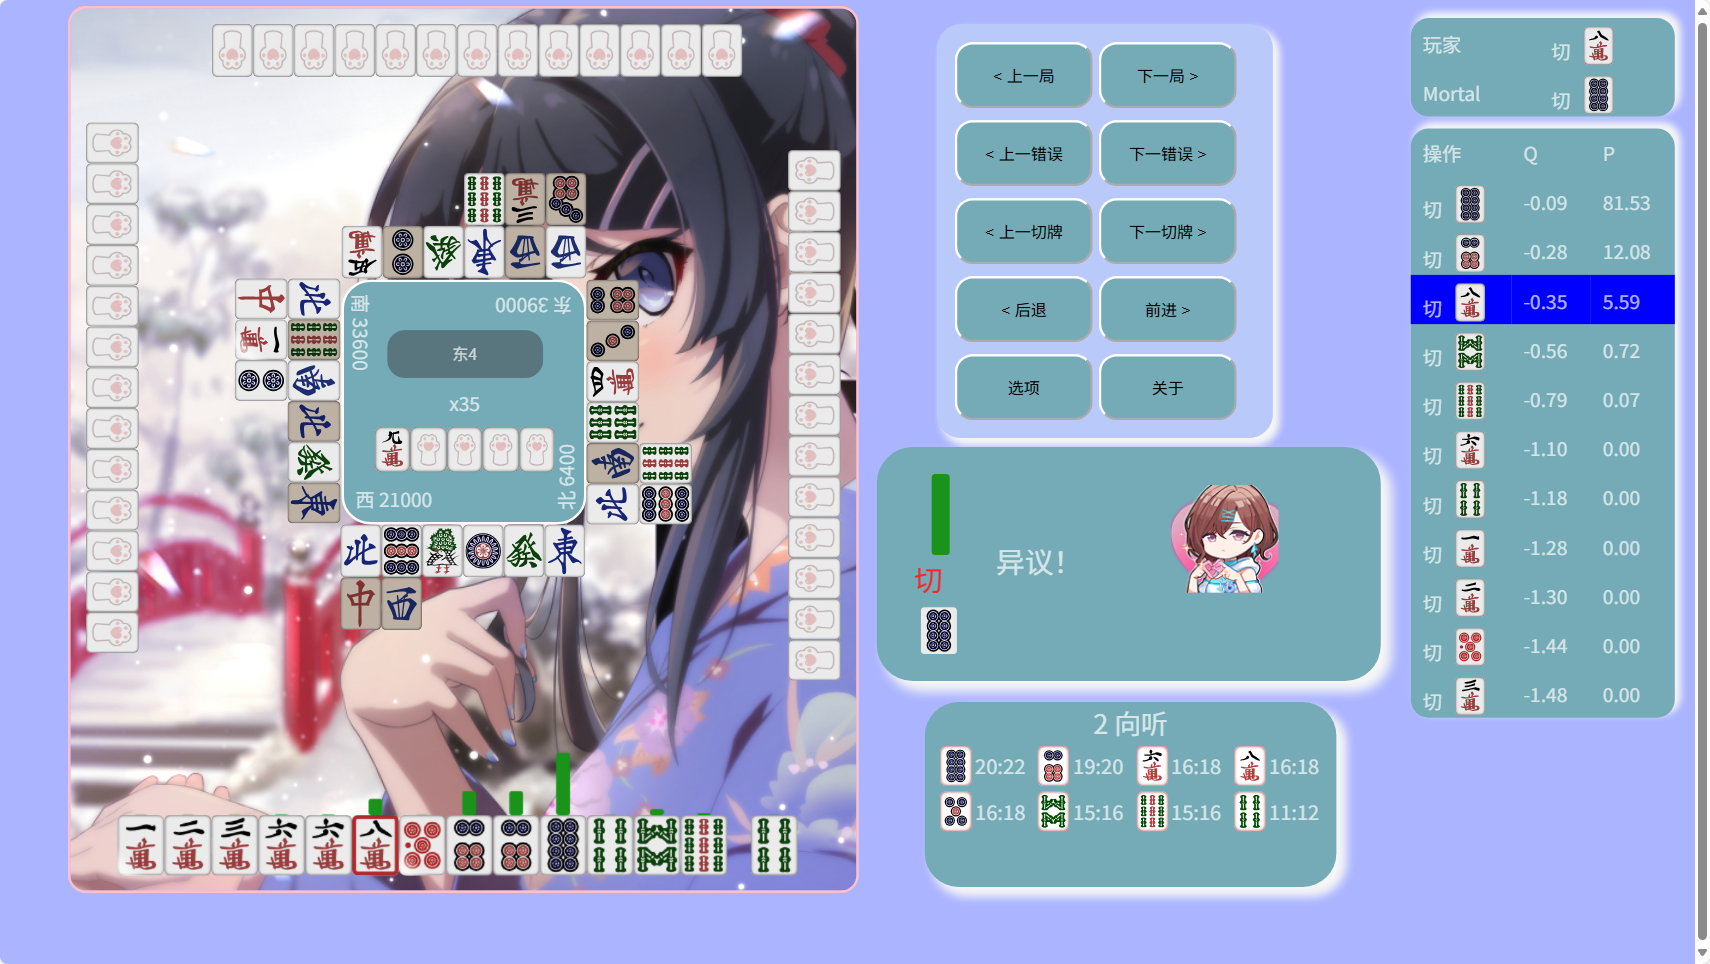 南 33600
东 39000
东4
x35
西 21000
北 6400
< 上一局
下一局 >
< 上一错误
下一错误 >
< 上一切牌
下一切牌 >
< 后退
前进 >
选项
关于
切
异议!
2 向听
20:22
19:20
16:18
16:18
16:18
15:16
15:16
11:12
玩家 切
Mortal 切
操作 Q P
切 -0.09 81.53
切 -0.28 12.08
切 -0.35 5.59
切 -0.56 0.72
切 -0.79 0.07
切 -1.10 0.00
切 -1.18 0.00
切 -1.28 0.00
切 -1.30 0.00
切 -1.44 0.00
切 -1.48 0.00